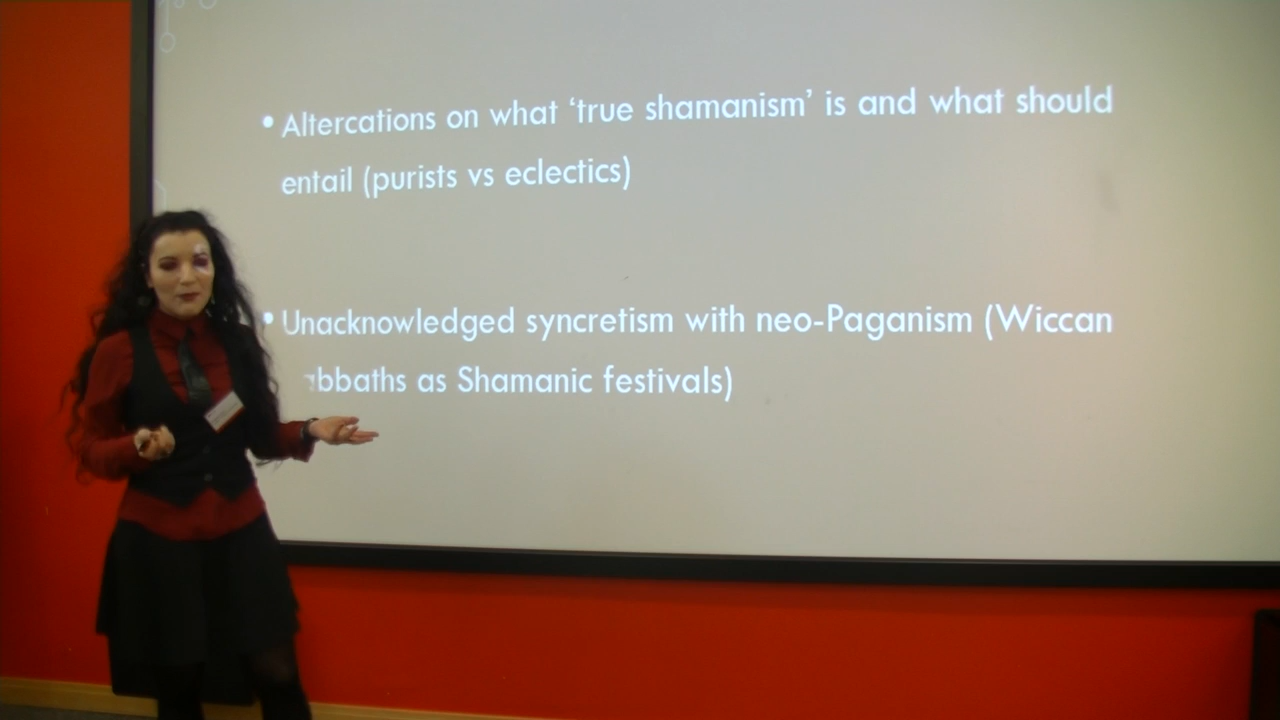 • Altercations on what ‘true shamanism’ is and what should
entail (purists vs eclectics)
• Unacknowledged syncretism with neo-Paganism (Wiccan
abbaths as Shamanic festivals)